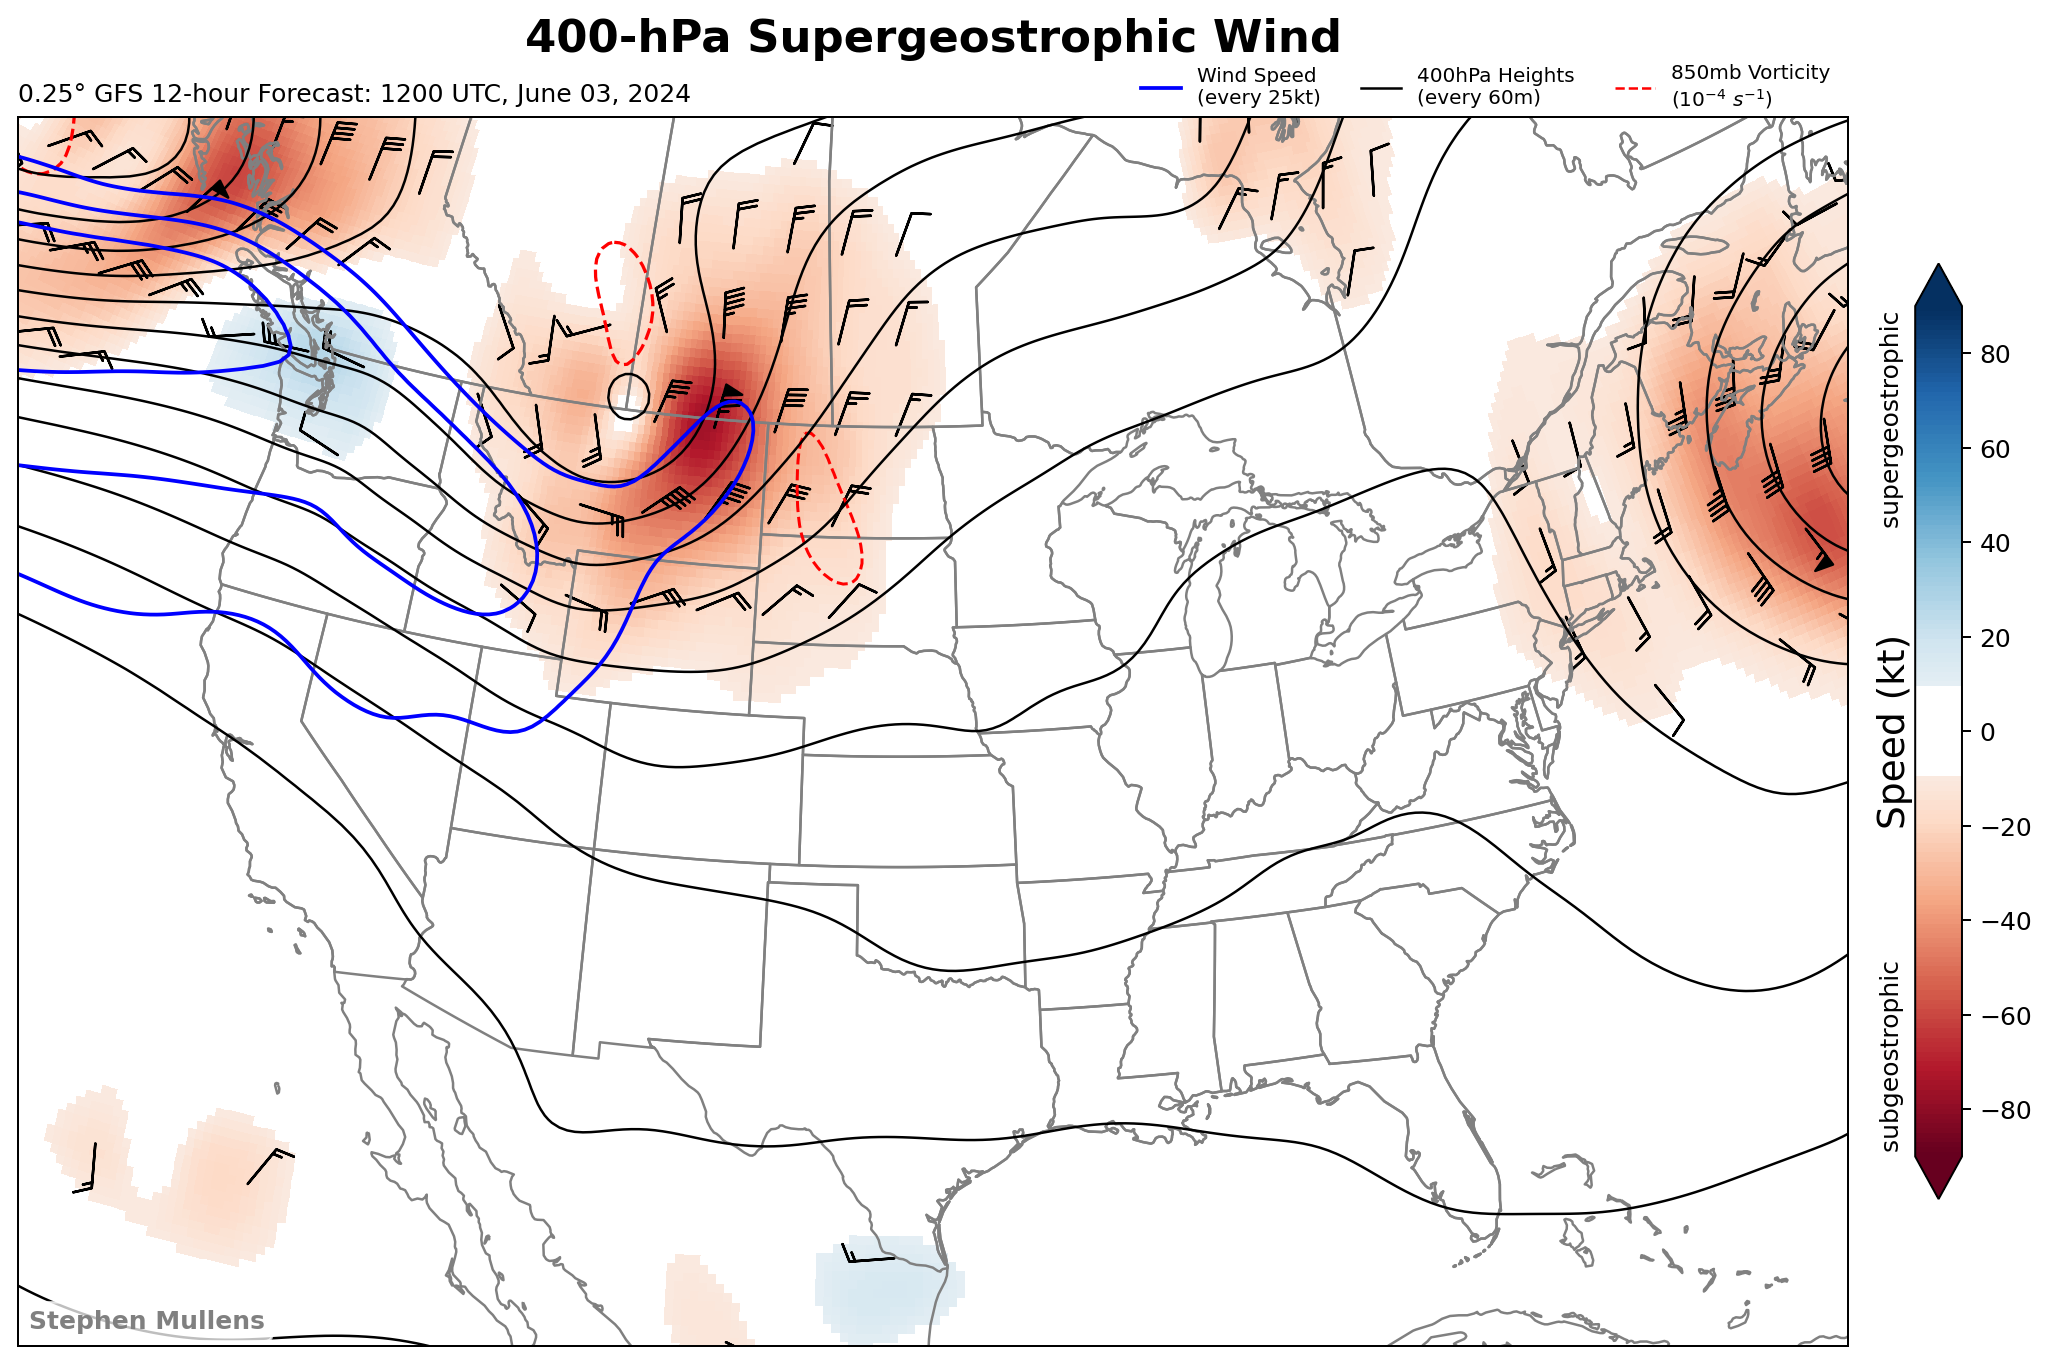 400-hPa Supergeostrophic Wind
0.25° GFS 12-hour Forecast: 1200 UTC, June 03, 2024
Wind Speed
(every 25kt)
400hPa Heights
(every 60m)
850mb Vorticity
(10⁻⁴ s⁻¹)
supergeostrophic
Speed (kt)
subgeostrophic
80
60
40
20
0
−20
−40
−60
−80
Stephen Mullens